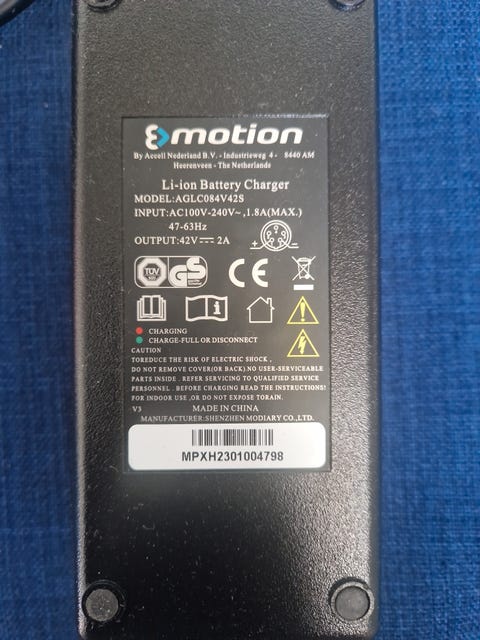 Emotion
By Accell Nederland B.V. - Industrieweg 4 - 8440 AM
Heerenveen - The Netherlands
Li-ion Battery Charger
MODEL:AGLC084V42S
INPUT:AC100V-240V~,1.8A(MAX.)
47-63Hz
OUTPUT:42V⎓2A
TÜV GS CE
CHARGING
CHARGE-FULL OR DISCONNECT
CAUTION
TOREDUCE THE RISK OF ELECTRIC SHOCK ,
DO NOT REMOVE COVER(OR BACK).NO USER-SERVICEABLE
PARTS INSIDE . REFER SERVICING TO QUALIFIED SERVICE
PERSONNEL . BEFORE CHARGING READ THE INSTRUCTIONS!
FOR INDOOR USE ,OR DO NOT EXPOSE TORAIN.
V3 MADE IN CHINA
MANUFACTURER:SHENZHEN MODIARY CO.,LTD.
MPXH2301004798